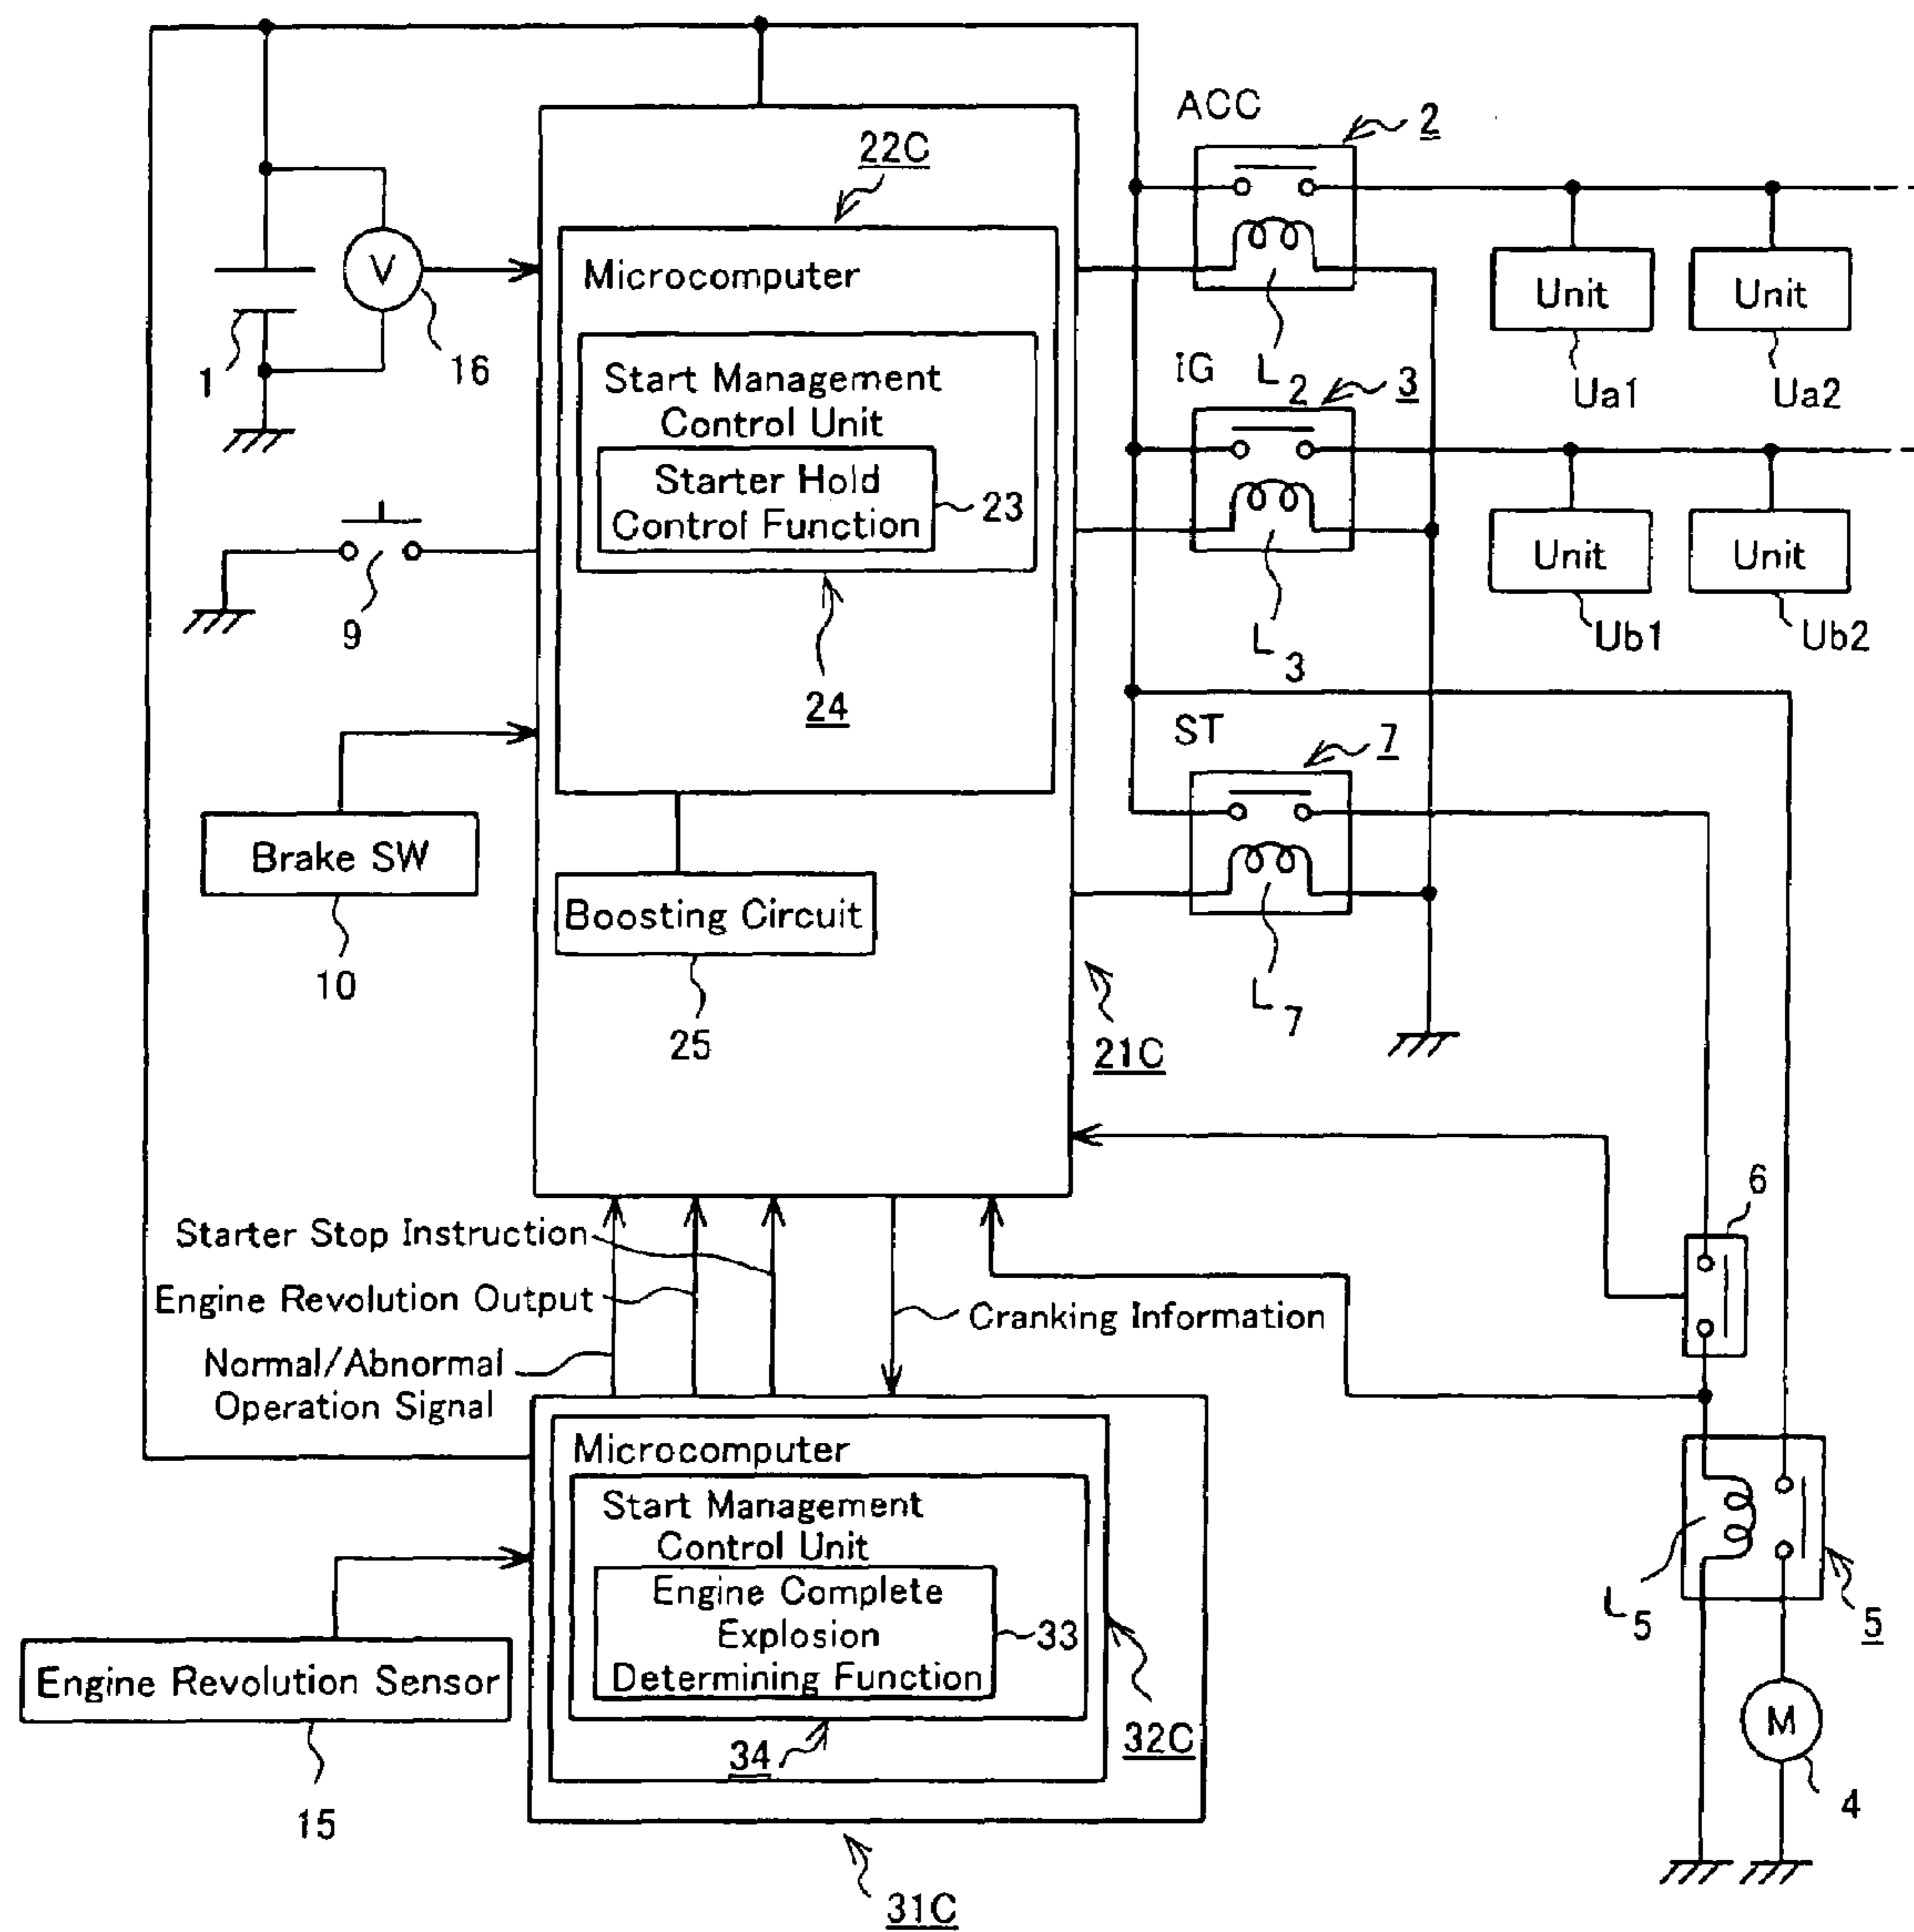 ACC
2
22C
V
Microcomputer
Unit
Unit
1
16
Start Management
Control Unit
IG
L2
3
Ua1
Ua2
Starter Hold
Control Function
23
Unit
Unit
9
L3
Ub1
Ub2
24
ST
7
Brake SW
Boosting Circuit
10
25
L7
21C
6
Starter Stop Instruction
Engine Revolution Output
Cranking Information
Normal/Abnormal
Operation Signal
Microcomputer
Start Management
Control Unit
Engine Complete
Explosion
Determining Function
33
L5
5
Engine Revolution Sensor
M
34
32C
4
15
31C